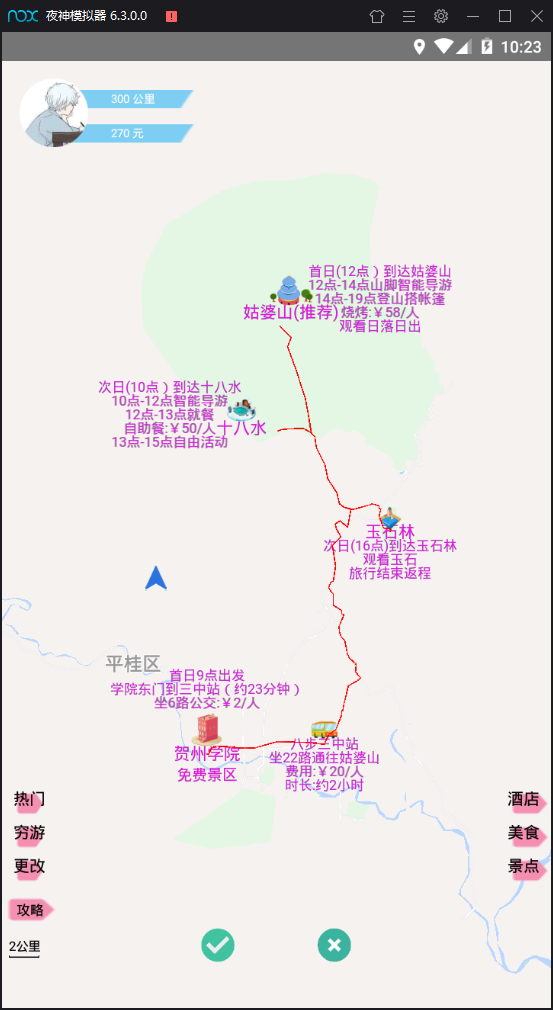 nox 夜神模拟器 6.3.0.0
10:23
300 公里
270 元
首日(12点）到达姑婆山
12点-14点山脚智能导游
14点-19点登山搭帐篷
姑婆山(推荐) 烧烤:￥58/人
观看日落日出
次日(10点）到达十八水
10点-12点智能导游
12点-13点就餐
自助餐:￥50/人 十八水
13点-15点自由活动
玉石林
次日(16点)到达玉石林
观看玉石
旅行结束返程
平桂区
首日9点出发
学院东门到三中站（约23分钟）
坐6路公交:￥2/人
贺州学院
免费景区
八步三中站
坐22路通往姑婆山
费用:￥20/人
时长:约2小时
热门
穷游
更改
攻略
酒店
美食
景点
2公里